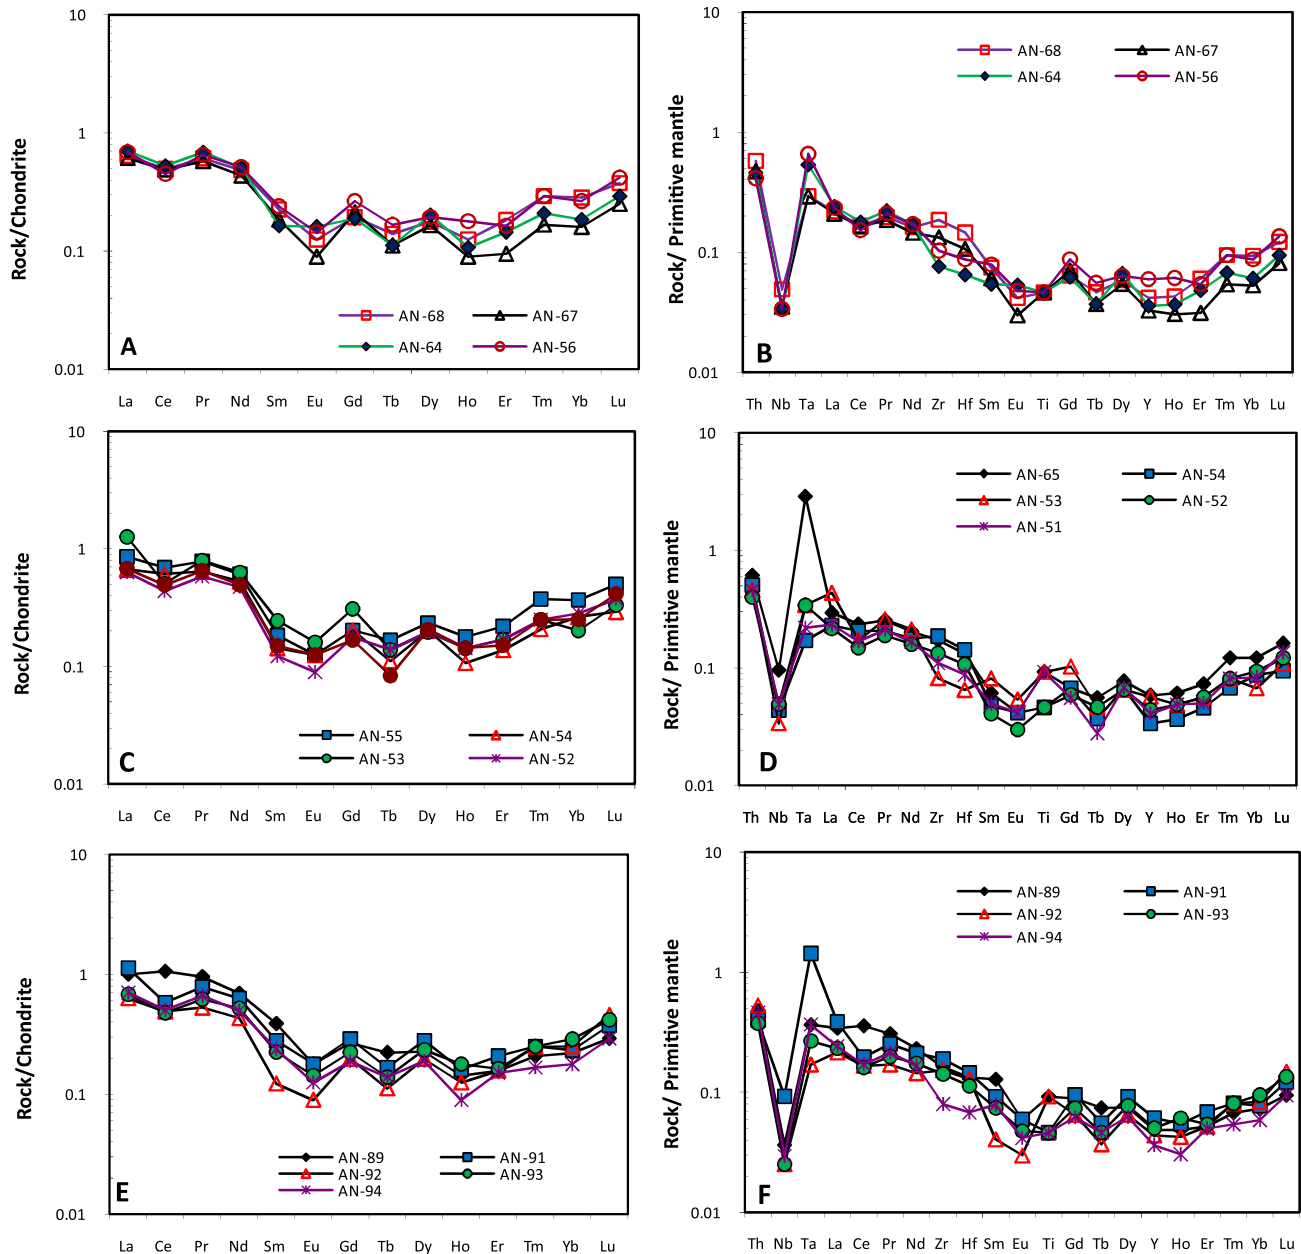 10
1
0.1
0.01
Rock/Chondrite
AN-68 AN-67
AN-64 AN-56
A
La Ce Pr Nd Sm Eu Gd Tb Dy Ho Er Tm Yb Lu
10
1
0.1
0.01
Rock/ Primitive mantle
AN-68 AN-67
AN-64 AN-56
B
Th Nb Ta La Ce Pr Nd Zr Hf Sm Eu Ti Gd Tb Dy Y Ho Er Tm Yb Lu
10
1
0.1
0.01
Rock/Chondrite
AN-55 AN-54
AN-53 AN-52
C
La Ce Pr Nd Sm Eu Gd Tb Dy Ho Er Tm Yb Lu
10
1
0.1
0.01
Rock/ Primitive mantle
AN-65 AN-54
AN-53 AN-52
AN-51
D
Th Nb Ta La Ce Pr Nd Zr Hf Sm Eu Ti Gd Tb Dy Y Ho Er Tm Yb Lu
10
1
0.1
0.01
Rock/Chondrite
AN-89 AN-91
AN-92 AN-93
AN-94
E
La Ce Pr Nd Sm Eu Gd Tb Dy Ho Er Tm Yb Lu
10
1
0.1
0.01
Rock/ Primitive mantle
AN-89 AN-91
AN-92 AN-93
AN-94
F
Th Nb Ta La Ce Pr Nd Zr Hf Sm Eu Ti Gd Tb Dy Y Ho Er Tm Yb Lu